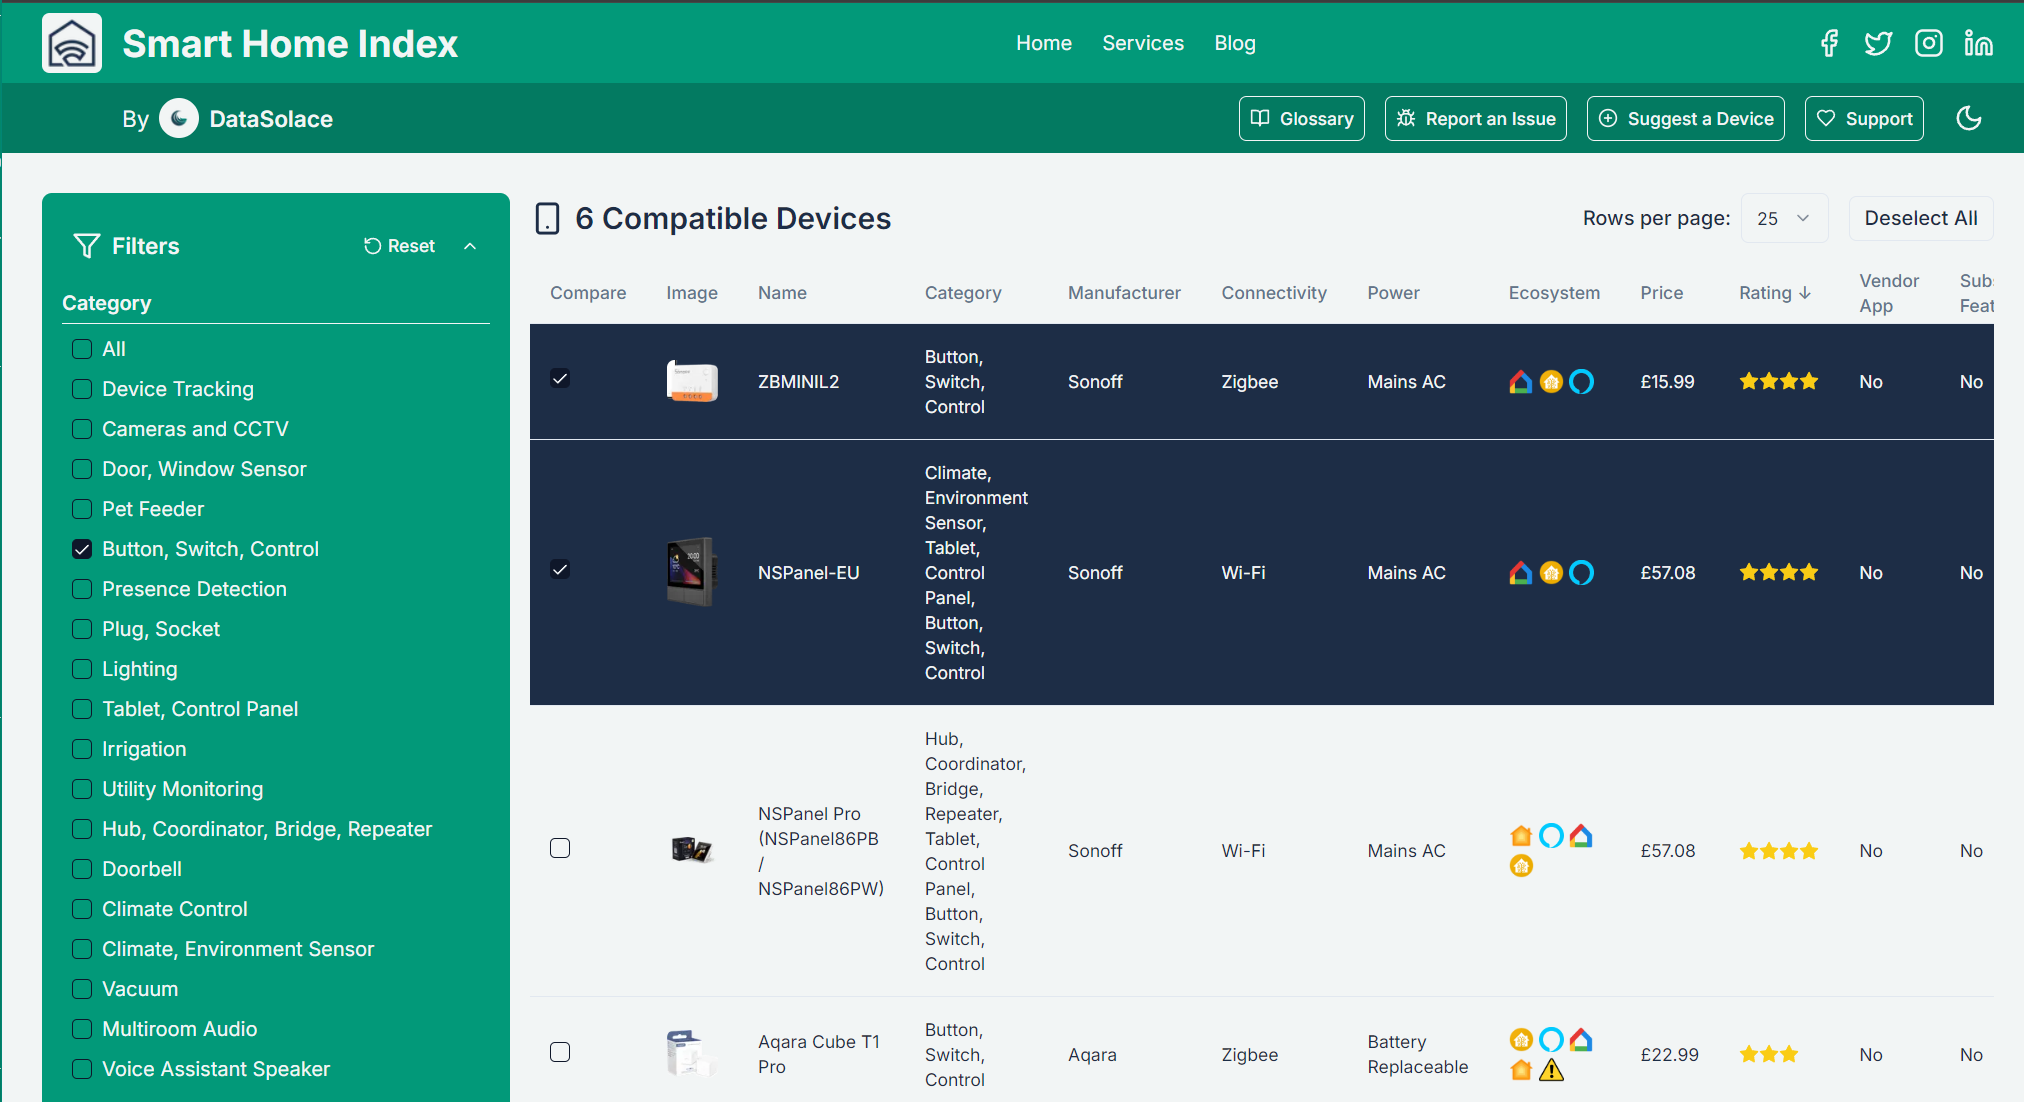 Smart Home Index
Home
Services
Blog
By
DataSolace
Glossary
Report an Issue
Suggest a Device
Support
Filters
Reset
Category
All
Device Tracking
Cameras and CCTV
Door, Window Sensor
Pet Feeder
Button, Switch, Control
Presence Detection
Plug, Socket
Lighting
Tablet, Control Panel
Irrigation
Utility Monitoring
Hub, Coordinator, Bridge, Repeater
Doorbell
Climate Control
Climate, Environment Sensor
Vacuum
Multiroom Audio
Voice Assistant Speaker
6 Compatible Devices
Rows per page:
25
Deselect All
Compare
Image
Name
Category
Manufacturer
Connectivity
Power
Ecosystem
Price
Rating
Vendor
App
Sub
Feat
ZBMINIL2
Button,
Switch,
Control
Sonoff
Zigbee
Mains AC
£15.99
No
No
NSPanel-EU
Climate,
Environment
Sensor,
Tablet,
Control
Panel,
Button,
Switch,
Control
Sonoff
Wi-Fi
Mains AC
£57.08
No
No
NSPanel Pro
(NSPanel86PB
/
NSPanel86PW)
Hub,
Coordinator,
Bridge,
Repeater,
Tablet,
Control
Panel,
Button,
Switch,
Control
Sonoff
Wi-Fi
Mains AC
£57.08
No
No
Aqara Cube T1
Pro
Button,
Switch,
Control
Aqara
Zigbee
Battery
Replaceable
£22.99
No
No